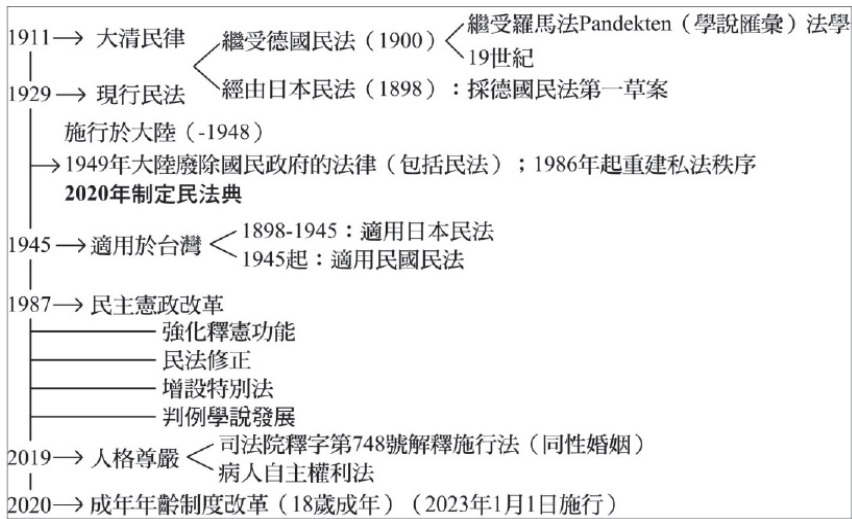 1911 大清民律 繼受德國民法（1900） 繼受羅馬法Pandekten（學說匯彙）法學
19世紀
1929 現行民法 經由日本民法（1898）：採德國民法第一草案
施行於大陸（-1948）
1949年大陸廢除國民政府的法律（包括民法）；1986年起重建私法秩序
2020年制定民法典
1945 適用於台灣 1898-1945：適用日本民法
1945起：適用民國民法
1987 民主憲政改革
強化釋憲功能
民法修正
增設特別法
判例學說發展
2019 人格尊嚴 司法院釋字第748號解釋施行法（同性婚姻）
病人自主權利法
2020 成年年齡制度改革（18歲成年）（2023年1月1日施行）